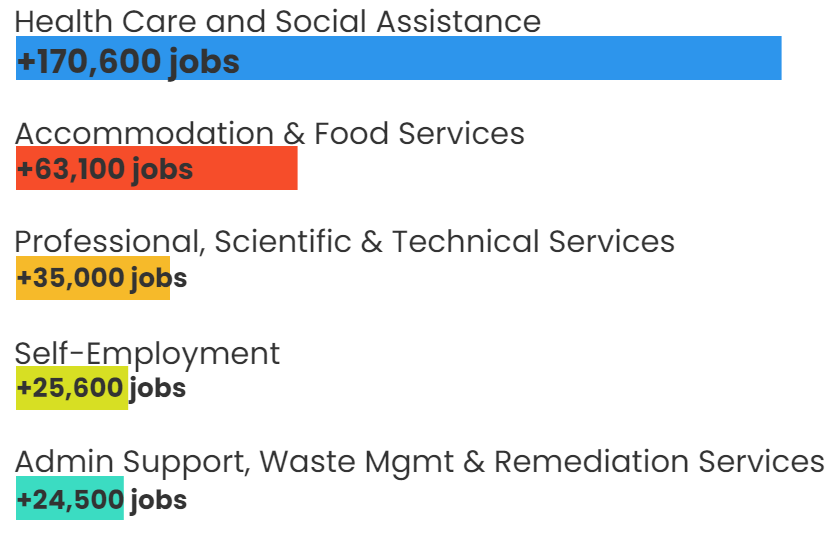 Health Care and Social Assistance
+170,600 jobs
Accommodation & Food Services
+63,100 jobs
Professional, Scientific & Technical Services
+35,000 jobs
Self-Employment
+25,600 jobs
Admin Support, Waste Mgmt & Remediation Services
+24,500 jobs